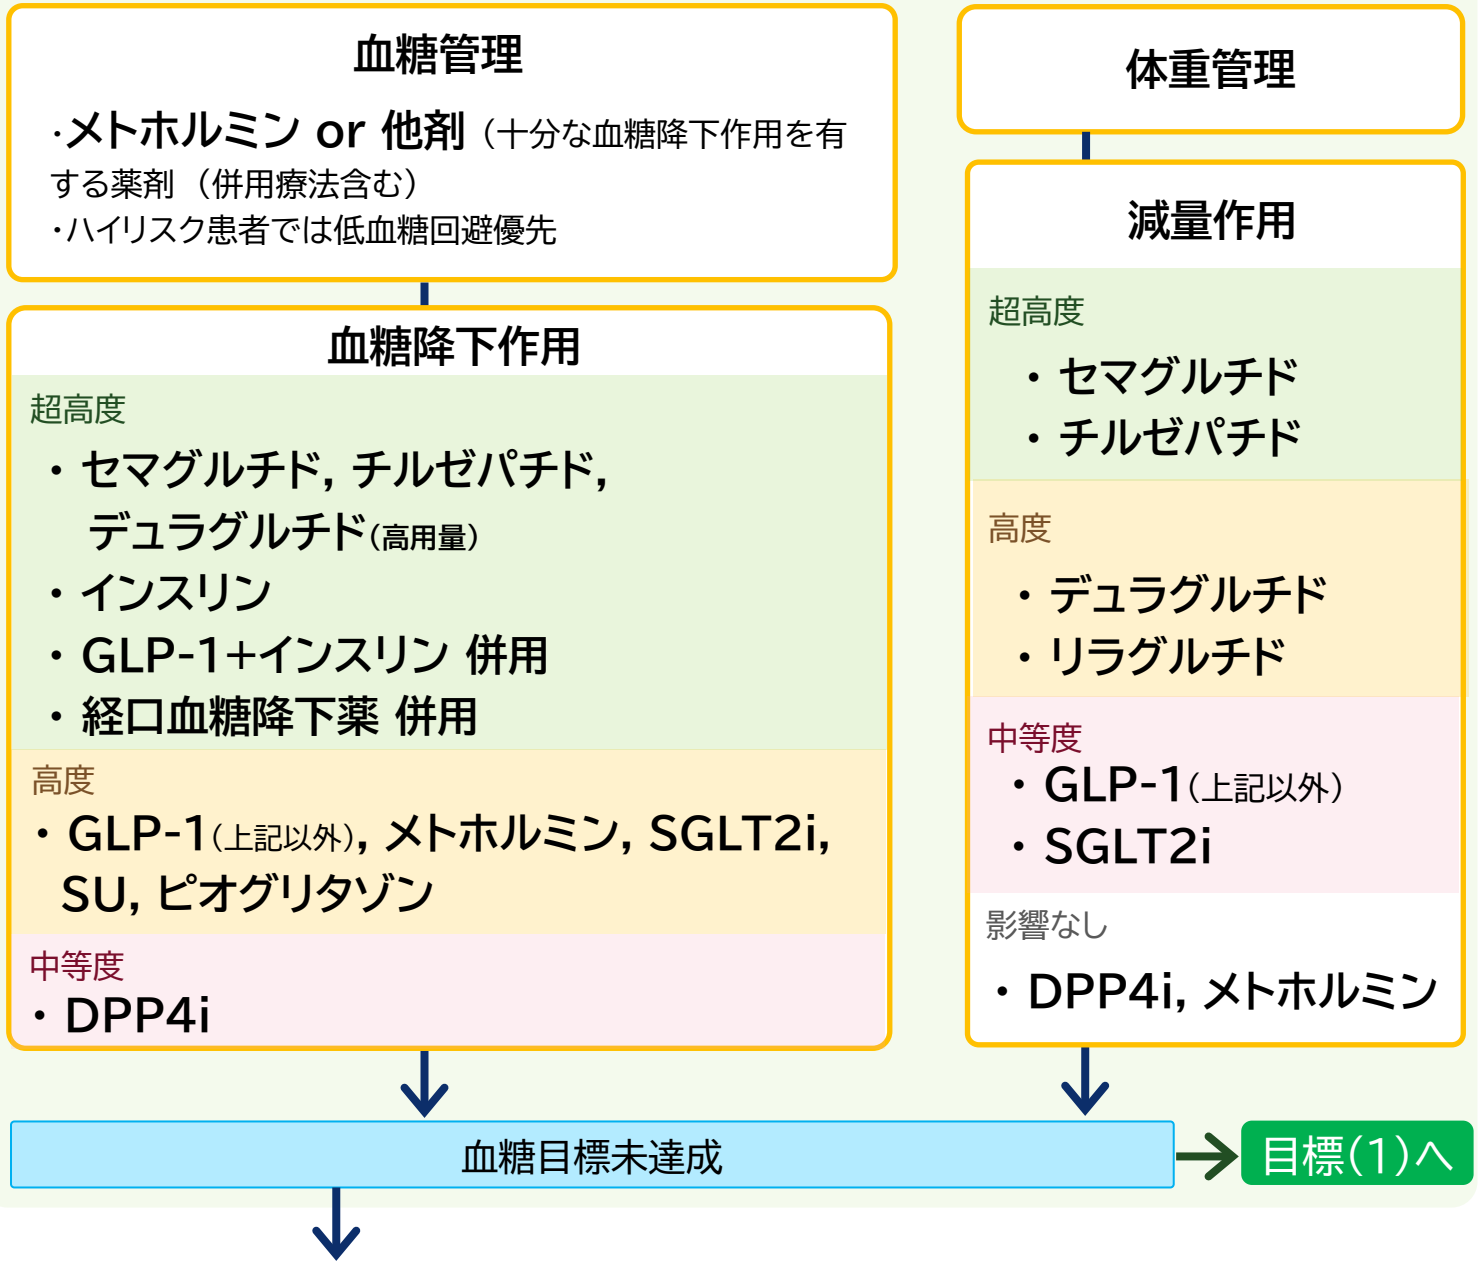 血糖管理
・メトホルミン or 他剤（十分な血糖降下作用を有
する薬剤（併用療法含む）
・ハイリスク患者では低血糖回避優先
血糖降下作用
超高度
・ セマグルチド, チルゼパチド,
デュラグルチド(高用量)
・ インスリン
・ GLP-1+インスリン 併用
・ 経口血糖降下薬 併用
高度
・ GLP-1(上記以外), メトホルミン, SGLT2i,
SU, ピオグリタゾン
中等度
・ DPP4i
体重管理
減量作用
超高度
・ セマグルチド
・ チルゼパチド
高度
・ デュラグルチド
・ リラグルチド
中等度
・ GLP-1(上記以外)
・ SGLT2i
影響なし
・ DPP4i, メトホルミン
血糖目標未達成
目標(1)へ